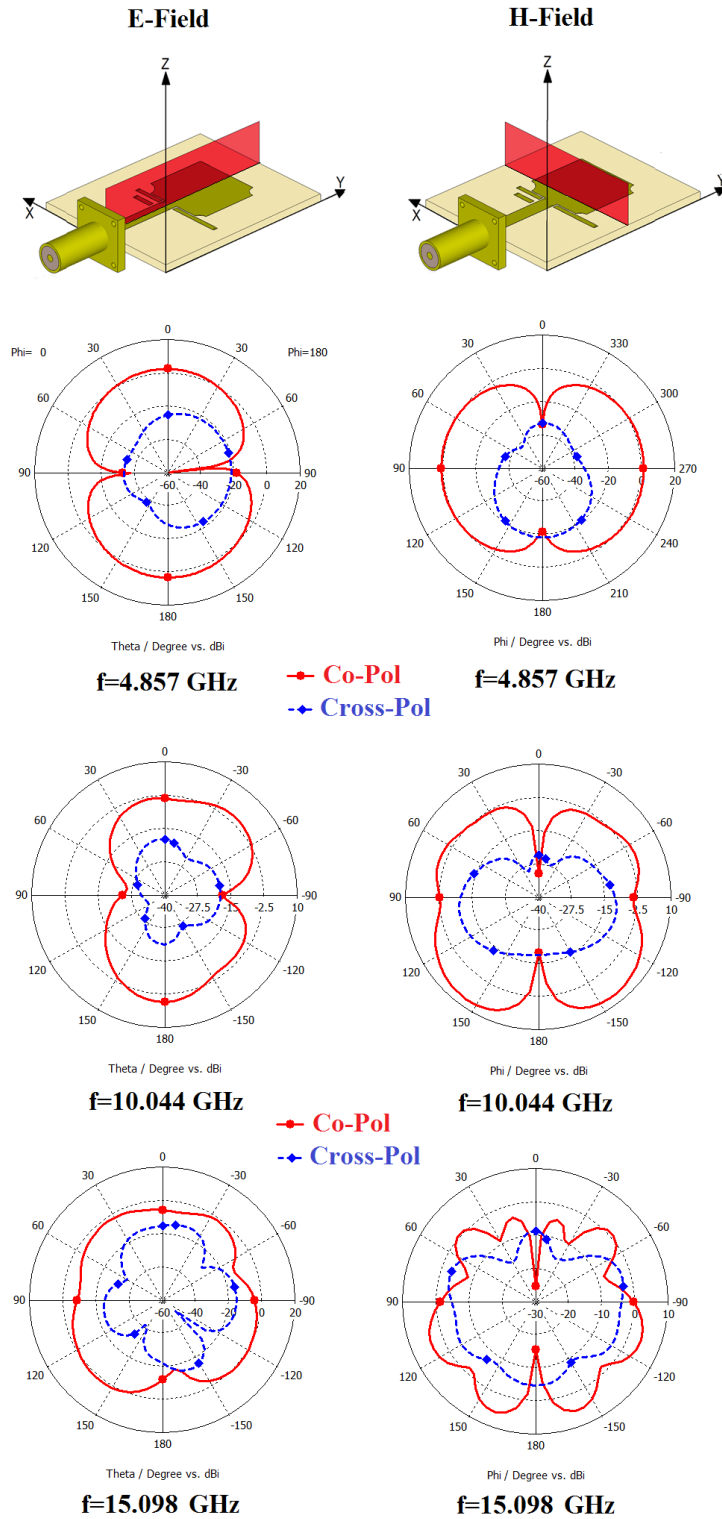 E-Field H-Field
Z Z
X Y X Y
0 0
Phi= 0 30 30 Phi=180 30 330
60 60 60 300
90 -60 -40 -20 0 20 90 90 -60 -40 -20 0 20 270
120 120 120 240
150 150 150 210
180 180
Theta / Degree vs. dBi Phi / Degree vs. dBi
f=4.857 GHz Co-Pol f=4.857 GHz
Cross-Pol
0 0
30 -30 30 -30
60 -60 60 -60
90 -40 -27.5 -15 -2.5 10 -90 90 -40 -27.5 -15 2.5 10 -90
120 -120 120 -120
150 -150 150 -150
180 180
Theta / Degree vs. dBi Phi / Degree vs. dBi
f=10.044 GHz f=10.044 GHz
Co-Pol
Cross-Pol
0 0
30 -30 30 -30
60 -60 60 -60
90 -60 -40 -20 0 20 -90 90 -30 -20 -10 0 10 -90
120 -120 120 -120
150 -150 150 -150
180 180
Theta / Degree vs. dBi Phi / Degree vs. dBi
f=15.098 GHz f=15.098 GHz